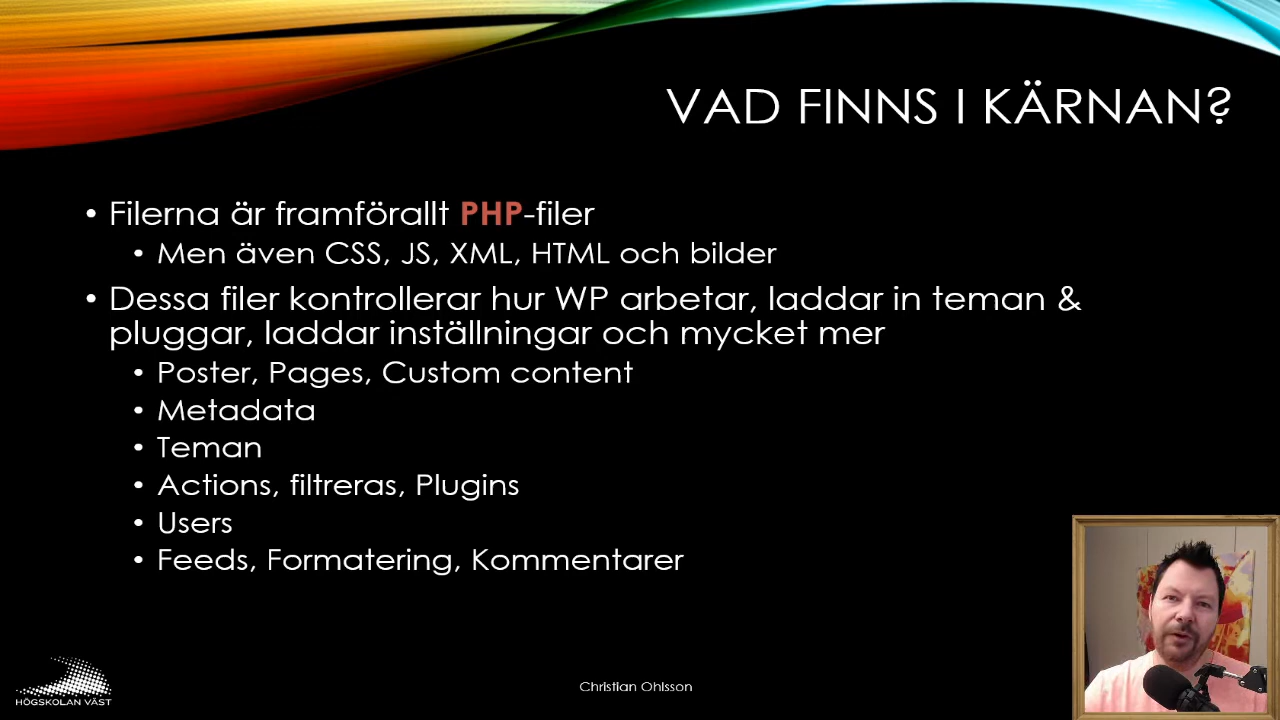 VAD FINNS I KÄRNAN?
• Filerna är framförallt PHP-filer
• Men även CSS, JS, XML, HTML och bilder
• Dessa filer kontrollerar hur WP arbetar, laddar in teman &
pluggar, laddar inställningar och mycket mer
• Poster, Pages, Custom content
• Metadata
• Teman
• Actions, filtreras, Plugins
• Users
• Feeds, Formatering, Kommentarer
HÖGSKOLAN VÄST
Christian Ohlsson